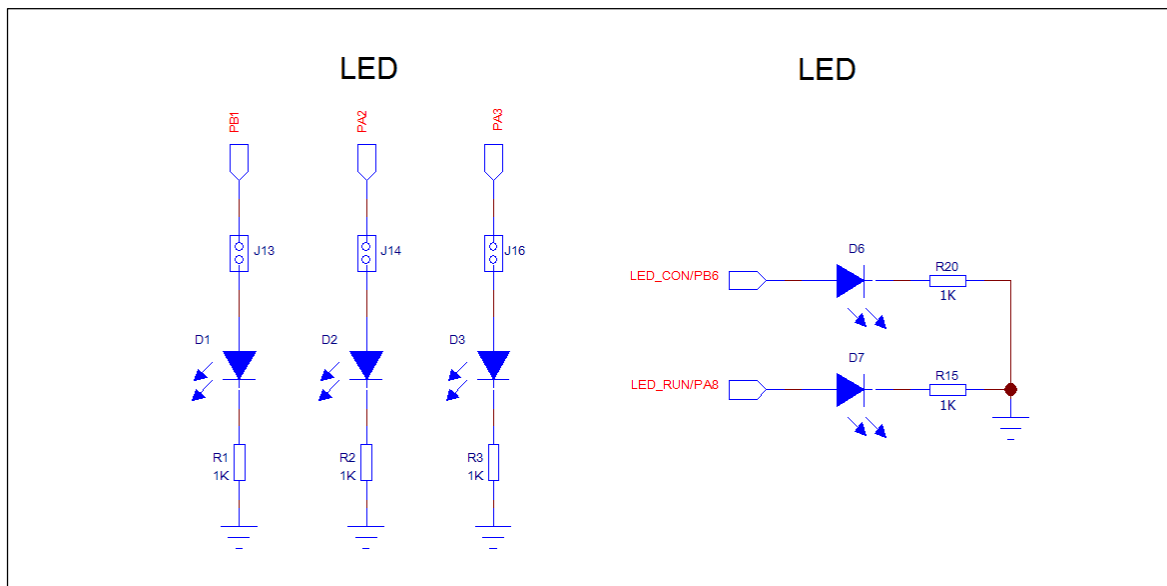 LED
PB1
PA2
PA3
J13
J14
J16
D1
D2
D3
R1
1K
R2
1K
R3
1K
LED
LED_CON/PB6
D6
R20
1K
LED_RUN/PA8
D7
R15
1K